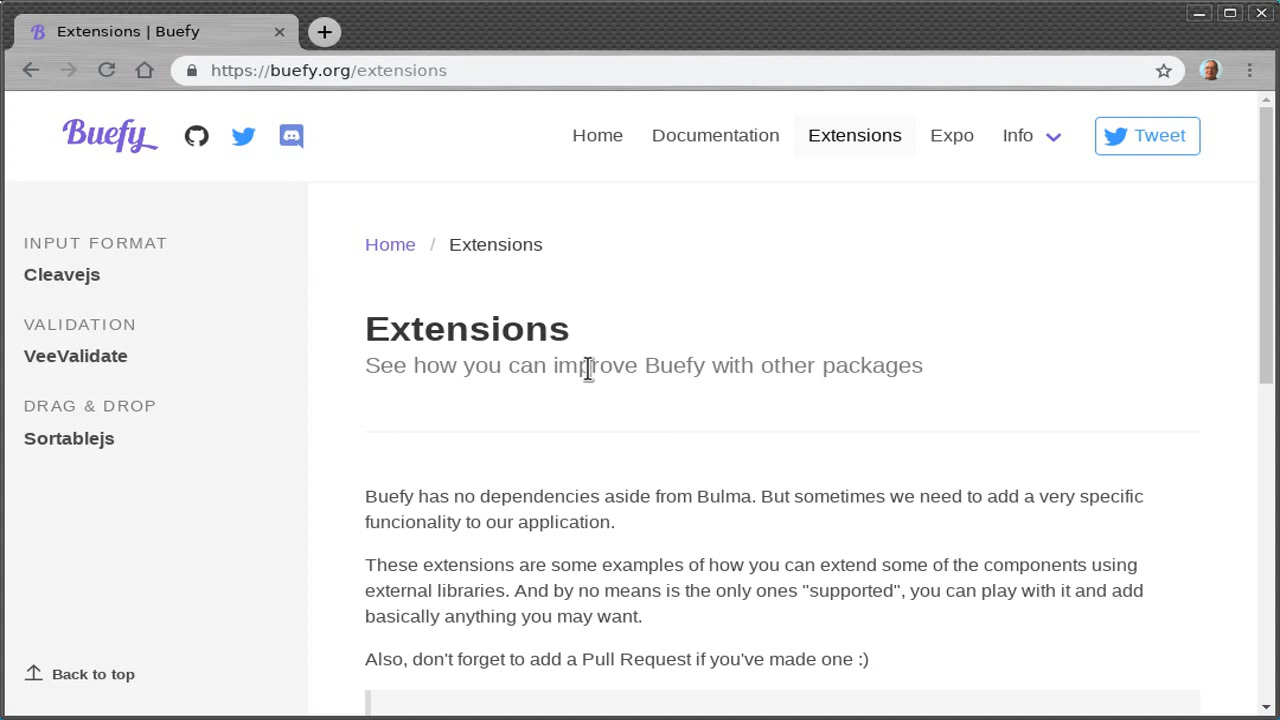 Extensions | Buefy
https://buefy.org/extensions
Buefy
Home
Documentation
Extensions
Expo
Info
Tweet
INPUT FORMAT
Cleavejs
VALIDATION
VeeValidate
DRAG & DROP
Sortablejs
Back to top
Home / Extensions
Extensions
See how you can improve Buefy with other packages
Buefy has no dependencies aside from Bulma. But sometimes we need to add a very specific
funcionality to our application.
These extensions are some examples of how you can extend some of the components using
external libraries. And by no means is the only ones "supported", you can play with it and add
basically anything you may want.
Also, don't forget to add a Pull Request if you've made one :)